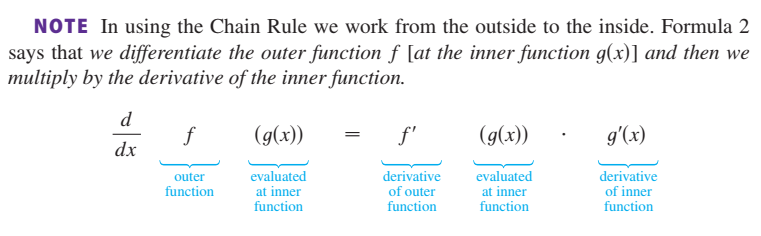 NOTE In using the Chain Rule we work from the outside to the inside. Formula 2
says that we differentiate the outer function f [at the inner function g(x)] and then we
multiply by the derivative of the inner function.
d/dx f (g(x)) = f′ (g(x)) · g′(x)
outer evaluated derivative evaluated derivative
function at inner of outer at inner of inner
function function function function